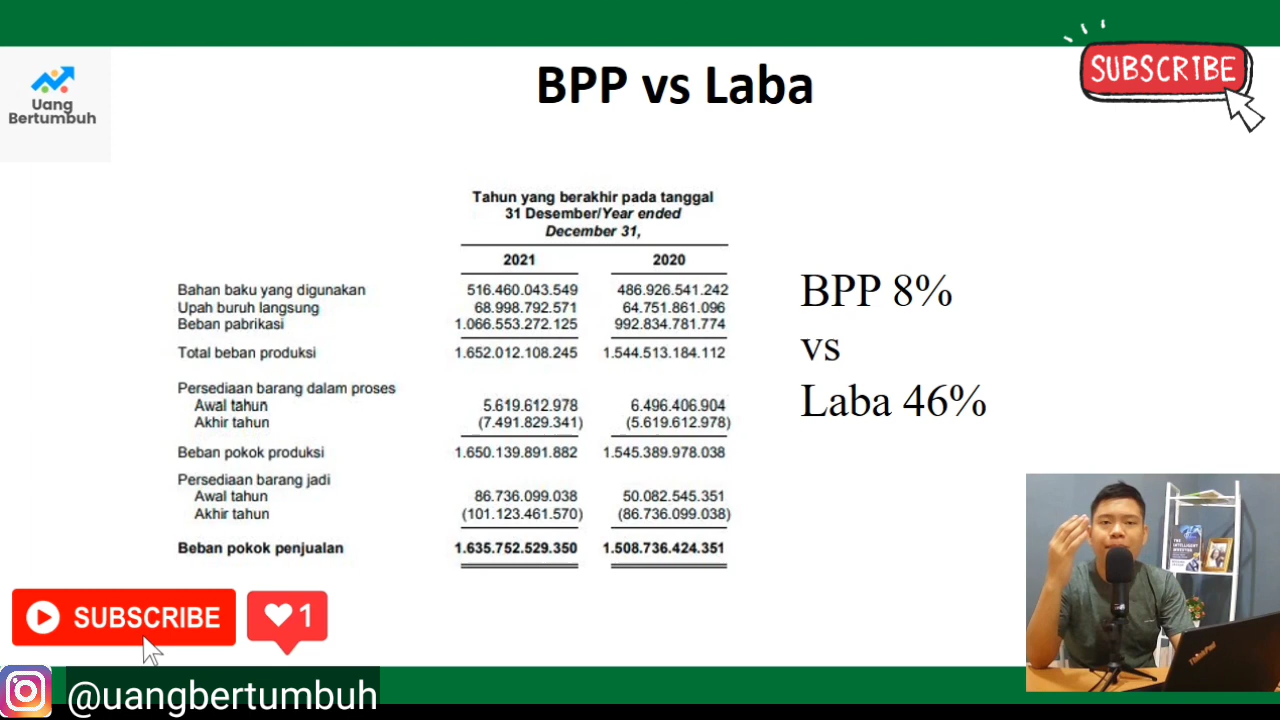 BPP vs Laba
SUBSCRIBE
Uang
Bertumbuh
Tahun yang berakhir pada tanggal
31 Desember/Year ended
December 31,
2021 2020
Bahan baku yang digunakan 516.460.043.549 486.926.541.242
Upah buruh langsung 68.998.792.571 64.751.861.096
Beban pabrikasi 1.066.553.272.125 992.834.781.774
Total beban produksi 1.652.012.108.245 1.544.513.184.112
Persediaan barang dalam proses
Awal tahun 5.619.612.978 6.496.406.904
Akhir tahun (7.491.829.341) (5.619.612.978)
Beban pokok produksi 1.650.139.891.882 1.545.389.978.038
Persediaan barang jadi
Awal tahun 86.736.099.038 50.082.545.351
Akhir tahun (101.123.461.570) (86.736.099.038)
Beban pokok penjualan 1.635.752.529.350 1.508.736.424.351
BPP 8%
vs
Laba 46%
THE
INTELLIGENT
INVESTOR
ThinkPad
SUBSCRIBE
1
@uangbertumbuh